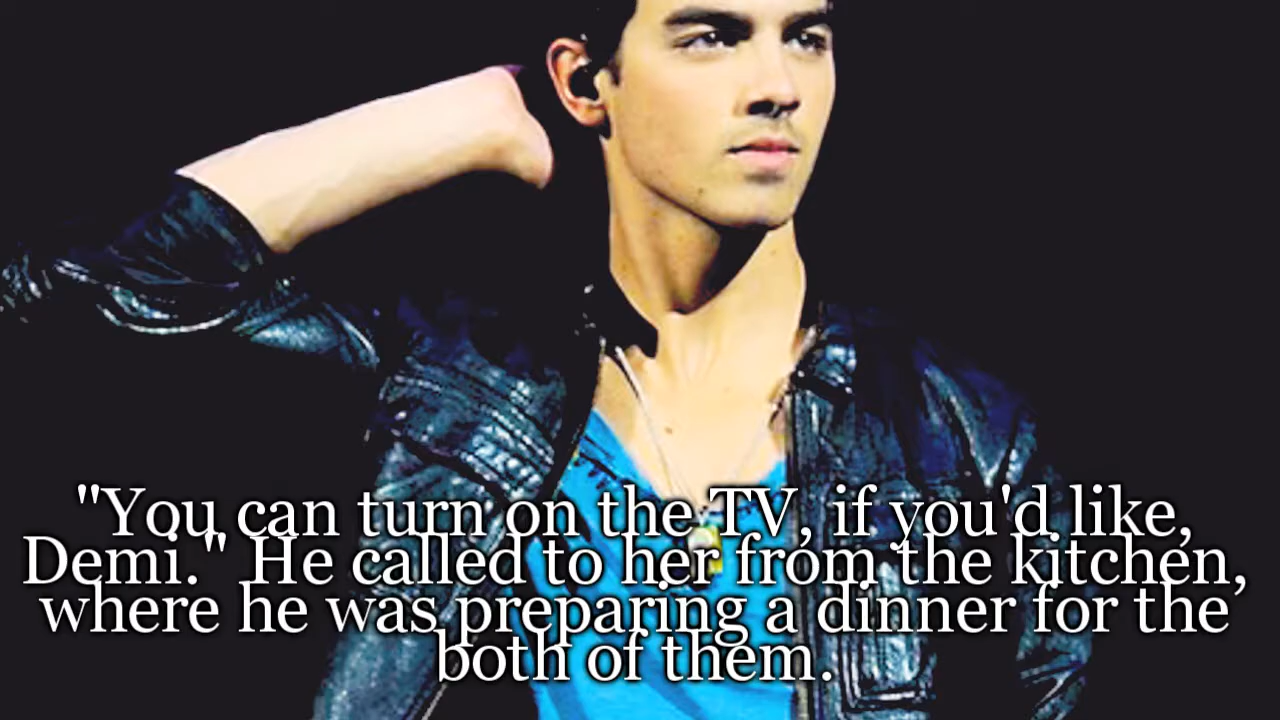 "You can turn on the TV, if you'd like,
Demi." He called to her from the kitchen,
where he was preparing a dinner for the
both of them.